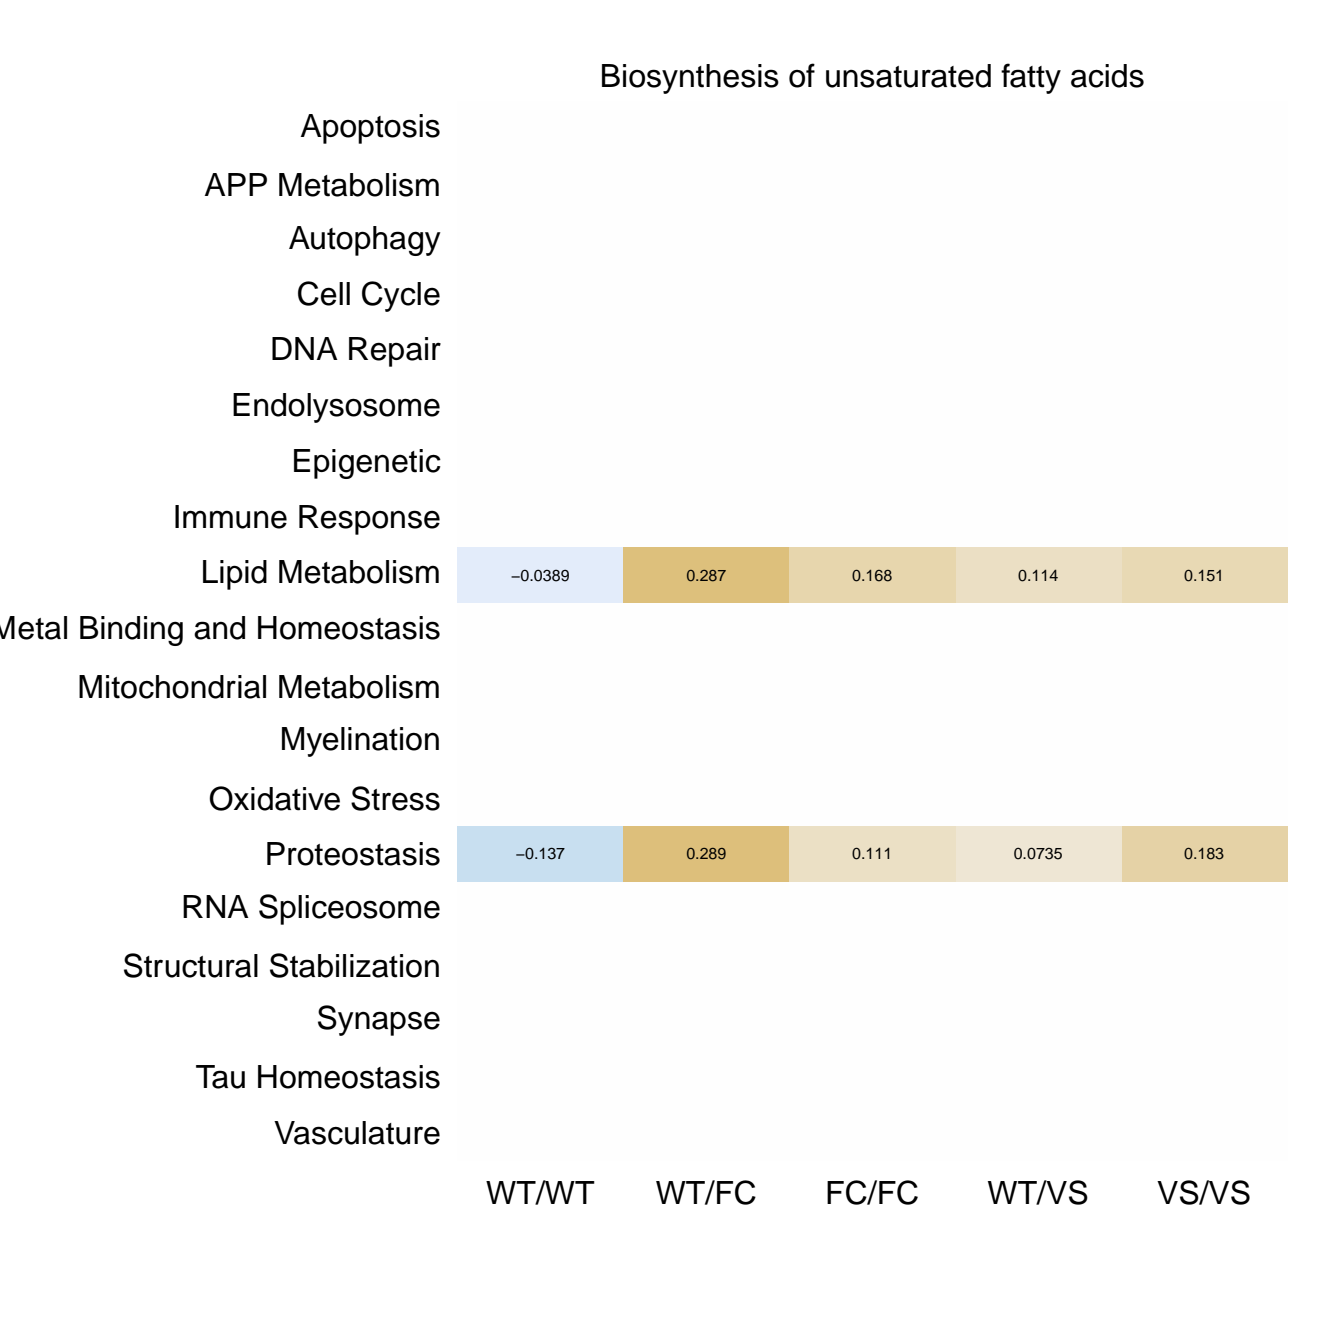 Biosynthesis of unsaturated fatty acids
Apoptosis
APP Metabolism
Autophagy
Cell Cycle
DNA Repair
Endolysosome
Epigenetic
Immune Response
Lipid Metabolism −0.0389 0.287 0.168 0.114 0.151
Metal Binding and Homeostasis
Mitochondrial Metabolism
Myelination
Oxidative Stress
Proteostasis −0.137 0.289 0.111 0.0735 0.183
RNA Spliceosome
Structural Stabilization
Synapse
Tau Homeostasis
Vasculature
WT/WT WT/FC FC/FC WT/VS VS/VS